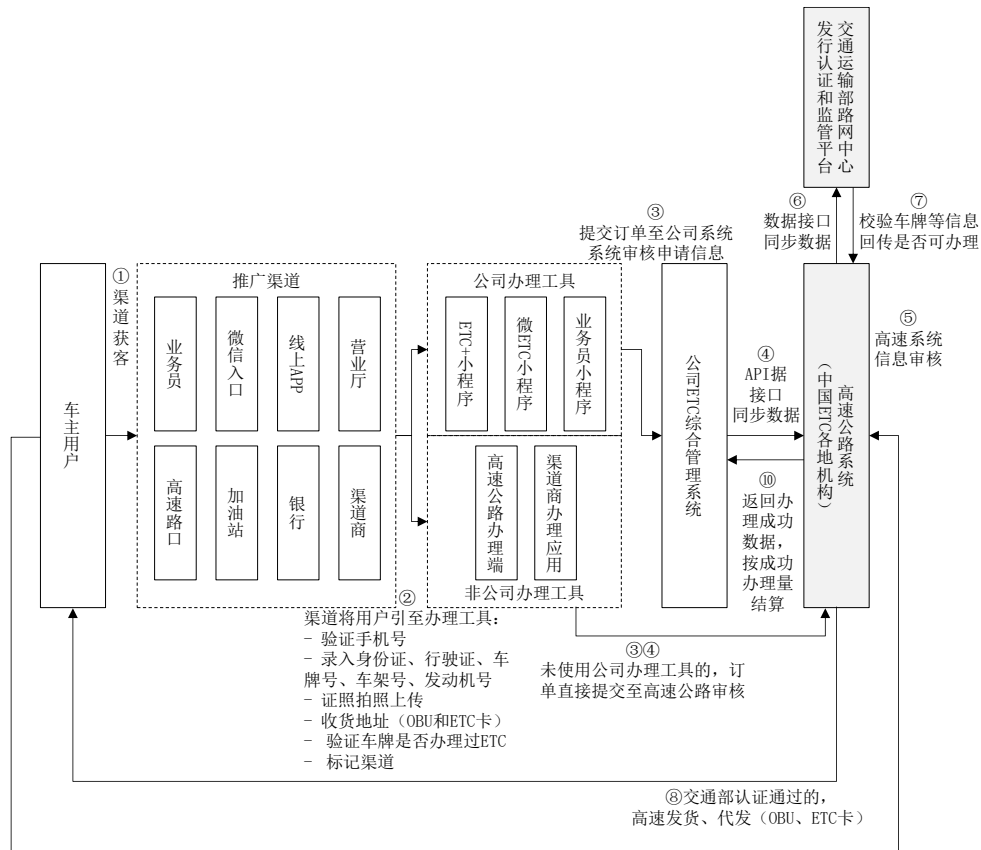 交通运输部路网中心
发行认证和监管平台
⑥
数据接口
同步数据
⑦
校验车牌等信息
回传是否可办理
③
提交订单至公司系统
系统审核申请信息
车主用户
①
渠道获客
推广渠道
业务员
微信入口
线上APP
营业厅
高速路口
加油站
银行
渠道商
公司办理工具
ETC+小程序
微ETC小程序
业务员小程序
高速公路办理端
渠道商办理应用
非公司办理工具
公司ETC综合管理系统
④
API据
接口
同步数据
⑩
返回办
理成功
数据，
按成功
办理量
结算
高速公路系统
（中国ETC各地机构）
⑤
高速系统
信息审核
②
渠道将用户引至办理工具：
- 验证手机号
- 录入身份证、行驶证、车
牌号、车架号、发动机号
- 证照拍照上传
- 收货地址（OBU和ETC卡）
- 验证车牌是否办理过ETC
- 标记渠道
③④
未使用公司办理工具的，订
单直接提交至高速公路审核
⑧交通部认证通过的，
高速发货、代发（OBU、ETC卡）